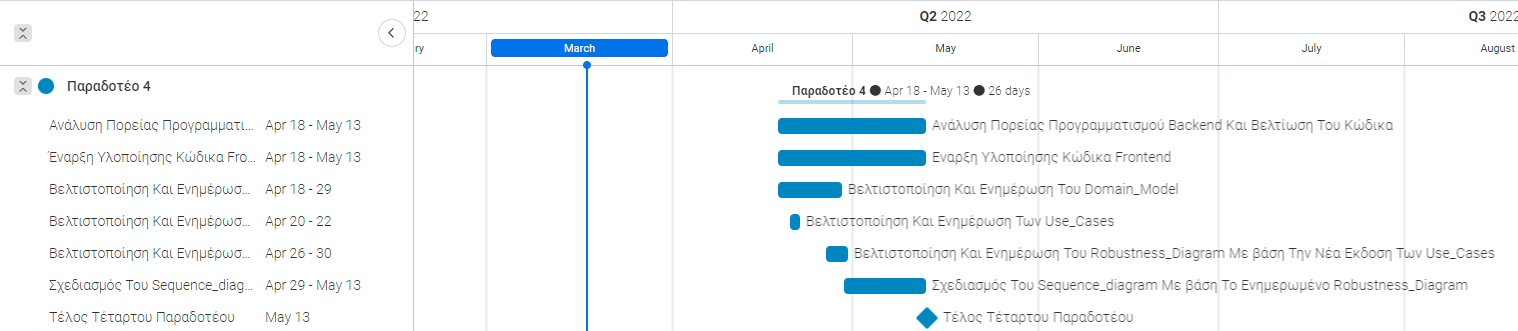 22
Q2 2022
Q3 2022
ry
March
April
May
June
July
August
Παραδοτέο 4
Παραδοτέο 4 ● Apr 18 - May 13 ● 26 days
Ανάλυση Πορείας Προγραμματι... Apr 18 - May 13
Ανάλυση Πορείας Προγραμματισμού Backend Και Βελτίωση Του Κώδικα
Έναρξη Υλοποίησης Κώδικα Fro... Apr 18 - May 13
Εναρξη Υλοποίησης Κώδικα Frontend
Βελτιστοποίηση Και Ενημέρωσ... Apr 18 - 29
Βελτιστοποίηση Και Ενημέρωση Του Domain_Model
Βελτιστοποίηση Και Ενημέρωσ... Apr 20 - 22
Βελτιστοποίηση Και Ενημέρωση Των Use_Cases
Βελτιστοποίηση Και Ενημέρωσ... Apr 26 - 30
Βελτιστοποίηση Και Ενημέρωση Του Robustness_Diagram Με βάση Την Νέα Εκδοση Των Use_Cases
Σχεδιασμός Του Sequence_diag... Apr 29 - May 13
Σχεδιασμός Του Sequence_diagram Με βάση Το Ενημερωμένο Robustness_Diagram
Τέλος Τέταρτου Παραδοτέου May 13
Τέλος Τέταρτου Παραδοτέου